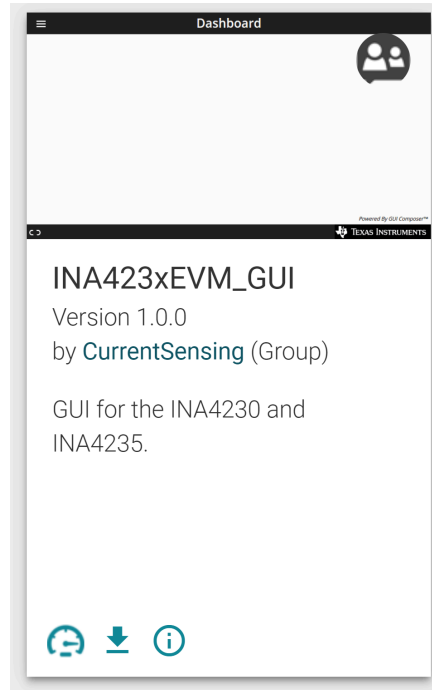 Dashboard
Powered By GUI Composer™
TEXAS INSTRUMENTS
INA423xEVM_GUI
Version 1.0.0
by CurrentSensing (Group)
GUI for the INA4230 and
INA4235.